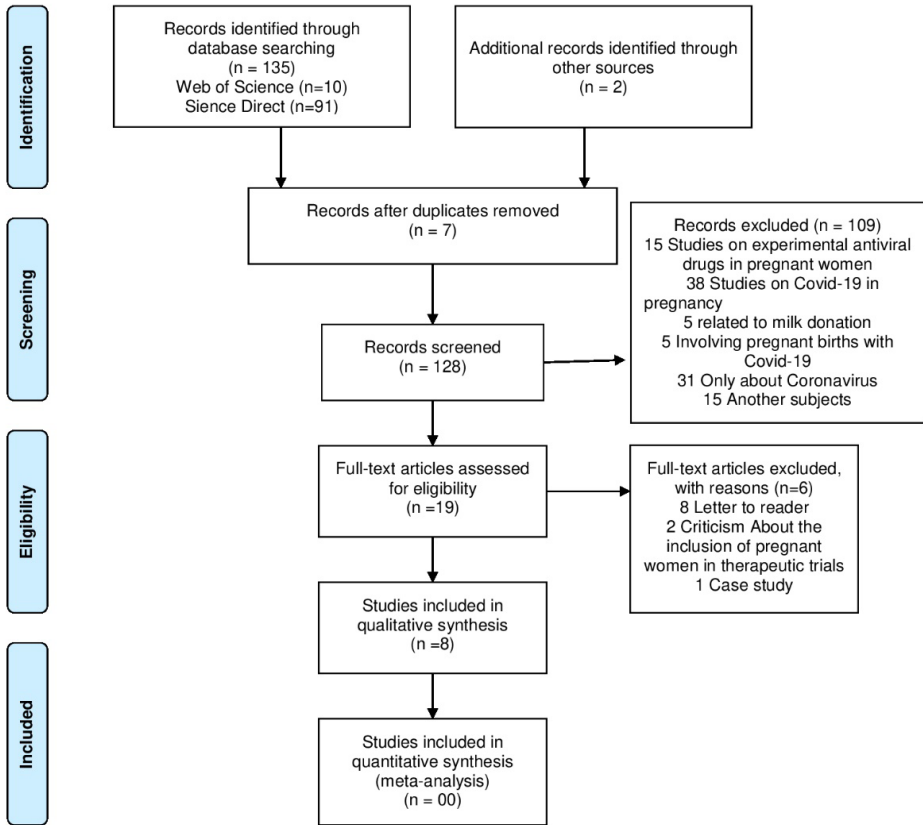 Identification
Records identified through
database searching
(n = 135)
Web of Science (n=10)
Sience Direct (n=91)
Additional records identified through
other sources
(n = 2)
Records after duplicates removed
(n = 7)
Screening
Records screened
(n = 128)
Records excluded (n = 109)
15 Studies on experimental antiviral
drugs in pregnant women
38 Studies on Covid-19 in
pregnancy
5 related to milk donation
5 Involving pregnant births with
Covid-19
31 Only about Coronavirus
15 Another subjects
Eligibility
Full-text articles assessed
for eligibility
(n =19)
Full-text articles excluded,
with reasons (n=6)
8 Letter to reader
2 Criticism About the
inclusion of pregnant
women in therapeutic trials
1 Case study
Studies included in
qualitative synthesis
(n =8)
Included
Studies included in
quantitative synthesis
(meta-analysis)
(n = 00)